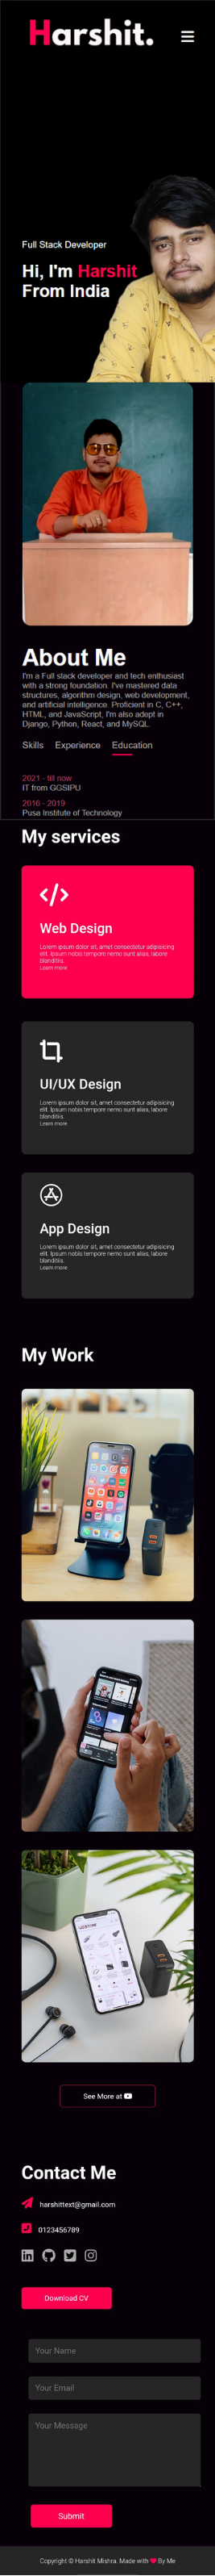 Harshit.
Full Stack Developer
Hi, I'm Harshit
From India
About Me
I'm a Full stack developer and tech enthusiast
with a strong foundation. I've mastered data
structures, algorithm design, web development,
and artificial intelligence. Proficient in C, C++,
HTML, and JavaScript, I'm also adept in
Django, Python, React, and MySQL.
Skills Experience Education
2021 - till now
IT from GGSIPU
2016 - 2019
Pusa Institute of Technology
My services
Web Design
Lorem ipsum dolor sit, amet consectetur adipisicing
elit. Ipsum nobis tempore nemo sunt alias, labore
blanditiis.
Learn more
UI/UX Design
Lorem ipsum dolor sit, amet consectetur adipisicing
elit. Ipsum nobis tempore nemo sunt alias, labore
blanditiis.
Learn more
App Design
Lorem ipsum dolor sit, amet consectetur adipisicing
elit. Ipsum nobis tempore nemo sunt alias, labore
blanditiis.
Learn more
My Work
See More at
Contact Me
harshittext@gmail.com
0123456789
Download CV
Your Name
Your Email
Your Message
Submit
Copyright © Harshit Mishra. Made with ❤ By Me